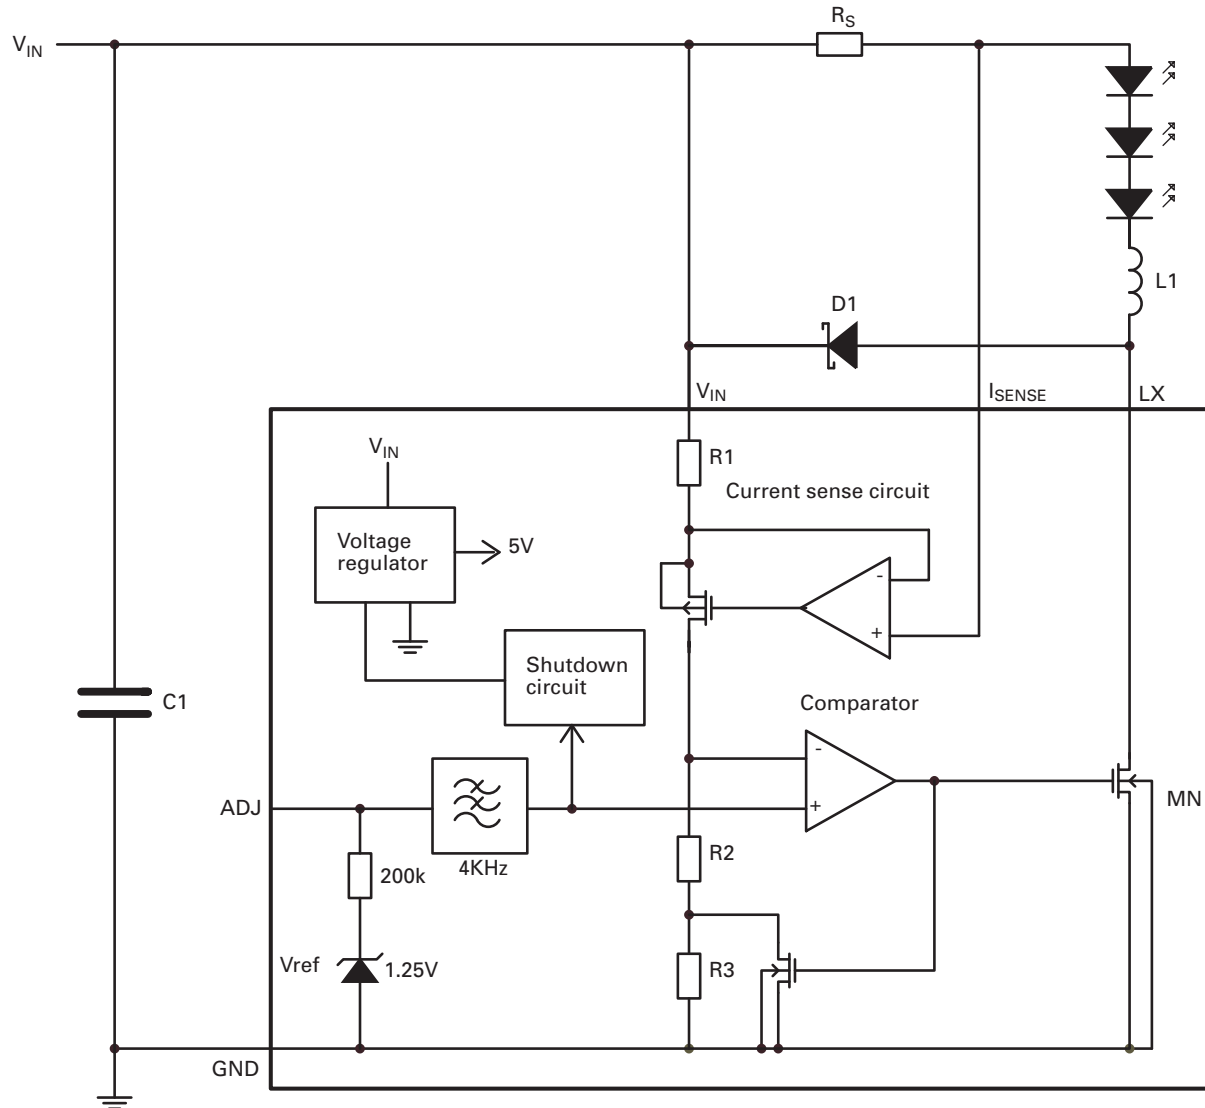 R_S
V_IN
L1
D1
V_IN
I_SENSE
LX
R1
V_IN
Current sense circuit
Voltage
regulator
5V
-
+
Shutdown
circuit
C1
Comparator
-
ADJ
+
MN
4KHz
R2
200k
Vref
1.25V
R3
GND